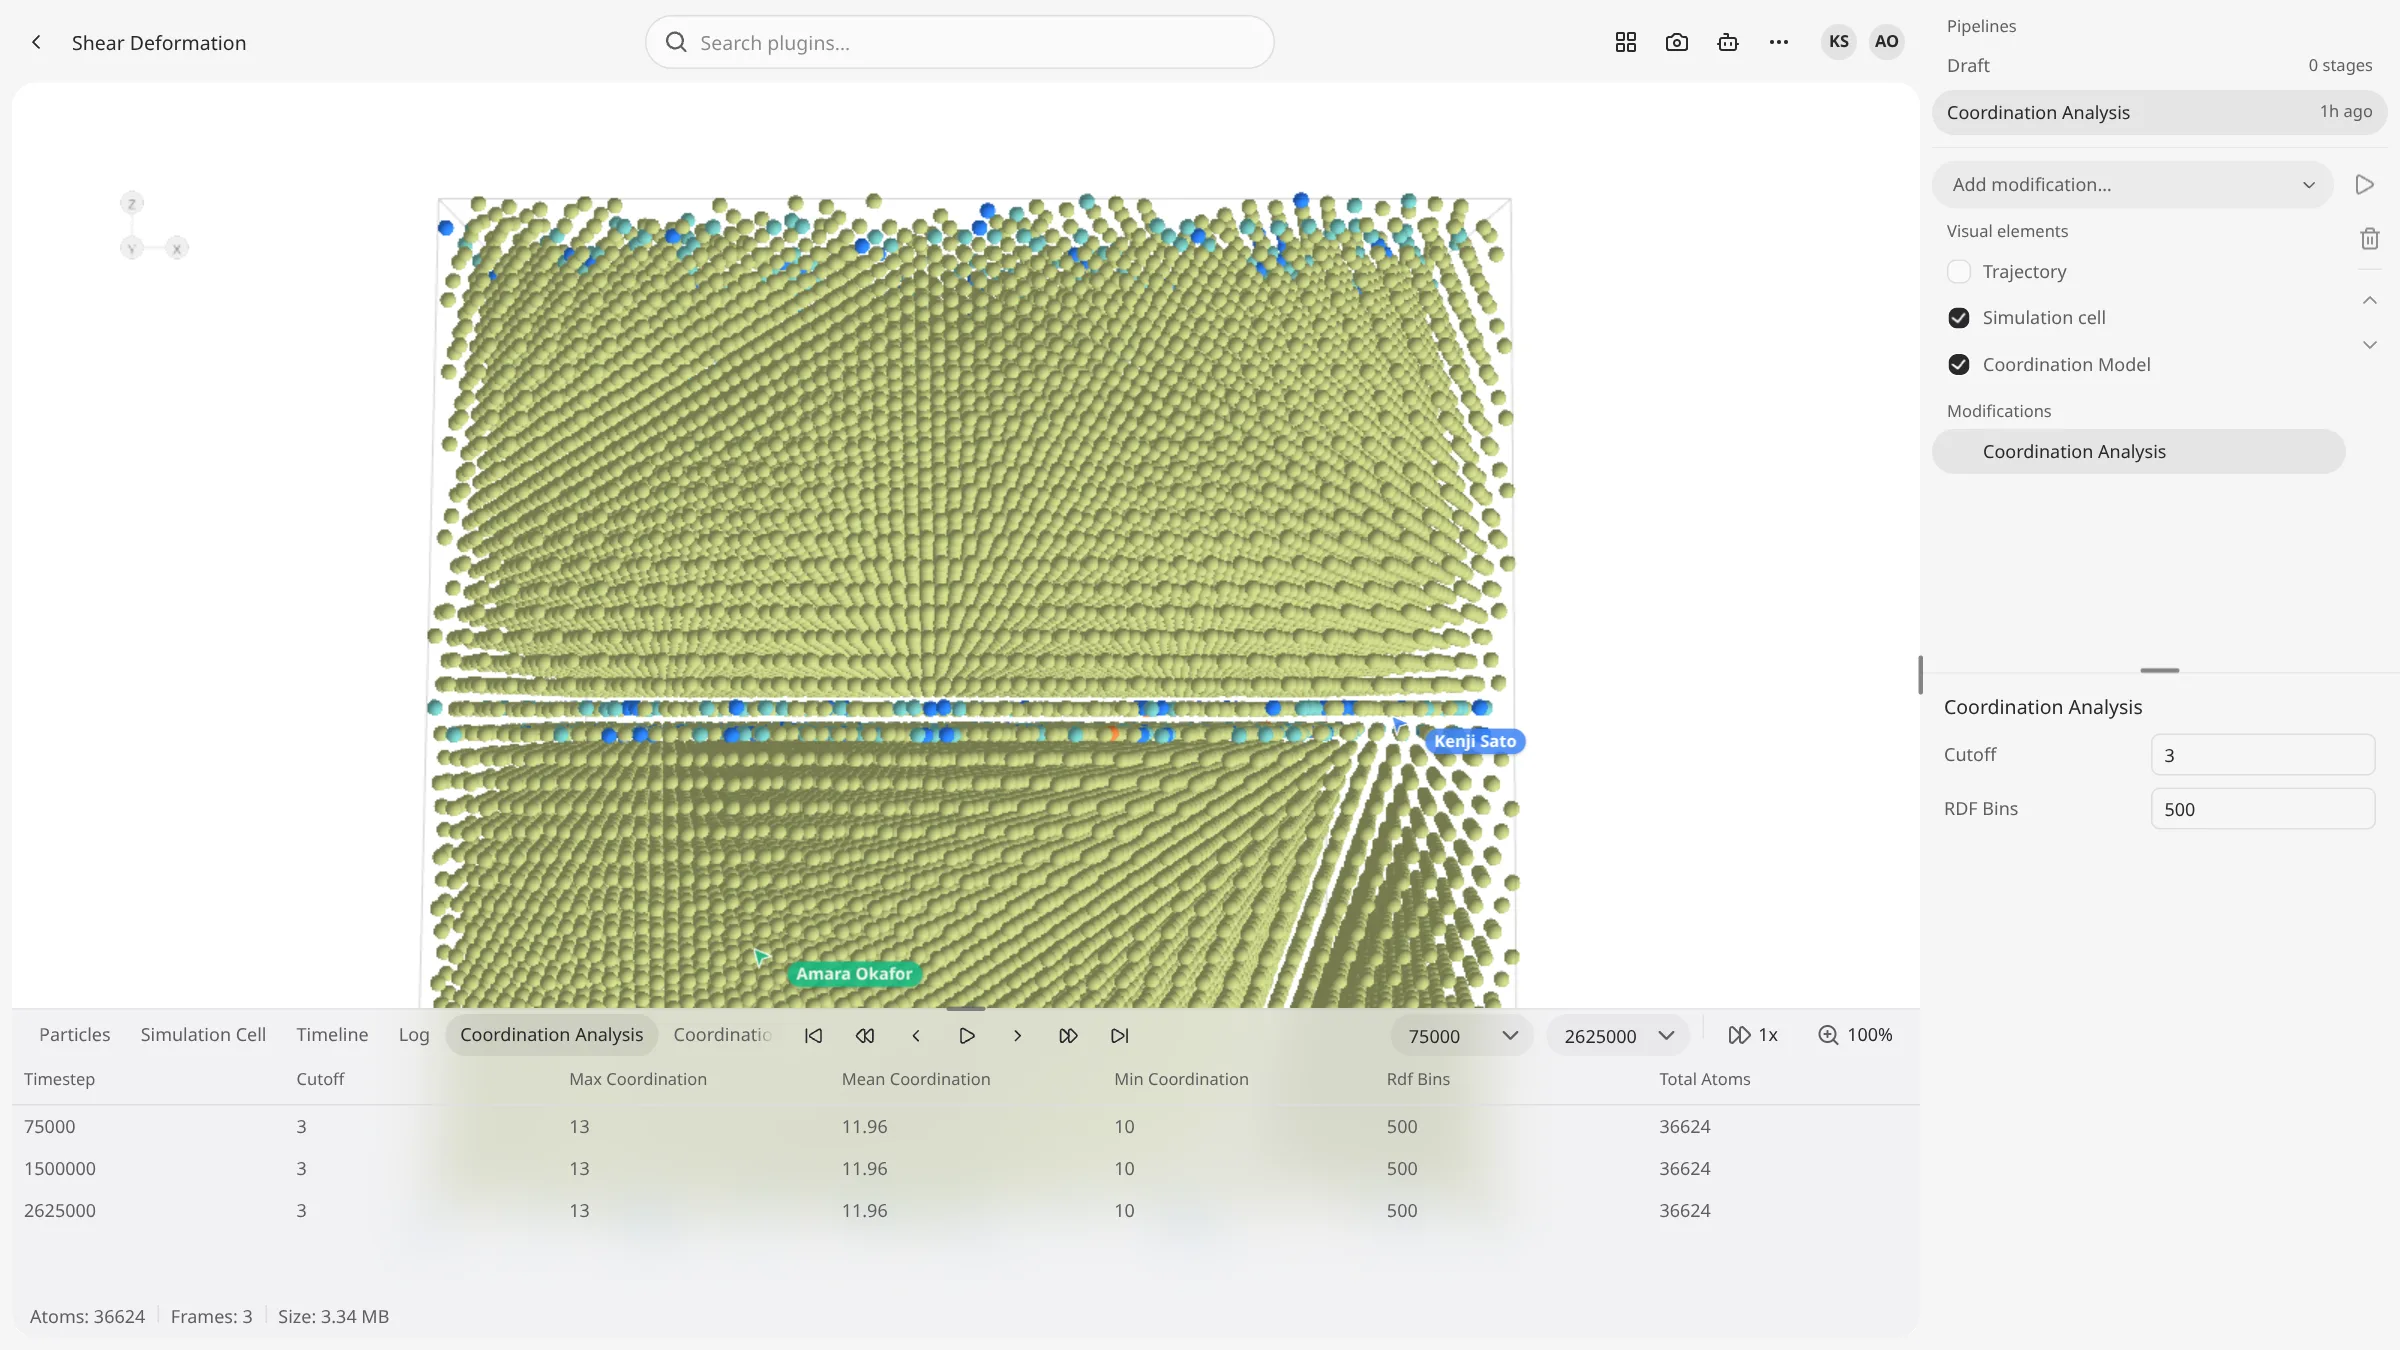 Shear Deformation
Search plugins...
KS
AO
Pipelines
Draft
0 stages
Coordination Analysis
1h ago
Add modification...
Visual elements
Trajectory
Simulation cell
Coordination Model
Modifications
Coordination Analysis
Z
Y
X
Kenji Sato
Amara Okafor
Coordination Analysis
Cutoff
3
RDF Bins
500
Particles
Simulation Cell
Timeline
Log
Coordination Analysis
Coordinatio
75000
2625000
1x
100%
Timestep Cutoff Max Coordination Mean Coordination Min Coordination Rdf Bins Total Atoms
75000 3 13 11.96 10 500 36624
1500000 3 13 11.96 10 500 36624
2625000 3 13 11.96 10 500 36624
Atoms: 36624
Frames: 3
Size: 3.34 MB